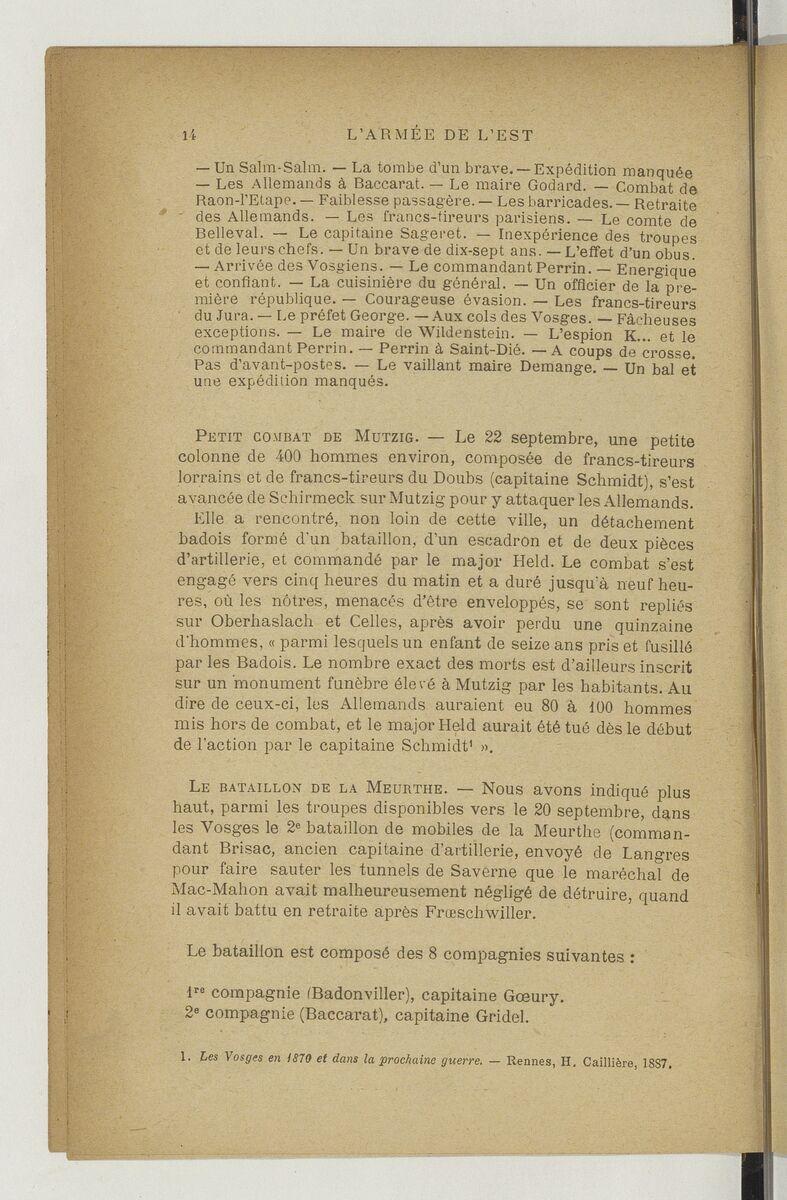 14 L'ARMÉE DE L'EST
— Un Salm-Salm. — La tombe d'un brave. — Expédition manquée
— Les Allemands à Baccarat. — Le maire Godard. — Combat de
Raon-l'Etape. — Faiblesse passagère. — Les barricades. — Retraite
des Allemands. — Les francs-tireurs parisiens. — Le comte de
Belleval. — Le capitaine Sageret. — Inexpérience des troupes
et de leurs chefs. — Un brave de dix-sept ans. — L'effet d'un obus.
— Arrivée des Vosgiens. — Le commandant Perrin. — Energique
et confiant. — La cuisinière du général. — Un officier de la pre-
mière république. — Courageuse évasion. — Les francs-tireurs
du Jura. — Le préfet George. — Aux cols des Vosges. — Fâcheuses
exceptions. — Le maire de Wildenstein. — L'espion K... et le
commandant Perrin. — Perrin à Saint-Dié. — A coups de crosse.
Pas d'avant-postes. — Le vaillant maire Demange. — Un bal et
une expédition manqués.
PETIT COMBAT DE MUTZIG. — Le 22 septembre, une petite
colonne de 400 hommes environ, composée de francs-tireurs
lorrains et de francs-tireurs du Doubs (capitaine Schmidt), s'est
avancée de Schirmeck sur Mutzig pour y attaquer les Allemands.
Elle a rencontré, non loin de cette ville, un détachement
badois formé d'un bataillon, d'un escadron et de deux pièces
d'artillerie, et commandé par le major Held. Le combat s'est
engagé vers cinq heures du matin et a duré jusqu'à neuf heu-
res, où les nôtres, menacés d'être enveloppés, se sont repliés
sur Oberhaslach et Celles, après avoir perdu une quinzaine
d'hommes, « parmi lesquels un enfant de seize ans pris et fusillé
par les Badois. Le nombre exact des morts est d'ailleurs inscrit
sur un monument funèbre élevé à Mutzig par les habitants. Au
dire de ceux-ci, les Allemands auraient eu 80 à 100 hommes
mis hors de combat, et le major Held aurait été tué dès le début
de l'action par le capitaine Schmidt¹ ».
LE BATAILLON DE LA MEURTHE. — Nous avons indiqué plus
haut, parmi les troupes disponibles vers le 20 septembre, dans
les Vosges le 2ᵉ bataillon de mobiles de la Meurthe (comman-
dant Brisac, ancien capitaine d'artillerie, envoyé de Langres
pour faire sauter les tunnels de Saverne que le maréchal de
Mac-Mahon avait malheureusement négligé de détruire, quand
il avait battu en retraite après Frœschwiller.
Le bataillon est composé des 8 compagnies suivantes :
1ʳᵉ compagnie (Badonviller), capitaine Gœury.
2ᵉ compagnie (Baccarat), capitaine Gridel.
1. Les Vosges en 1870 et dans la prochaine guerre. — Rennes, H. Caillière, 1887.